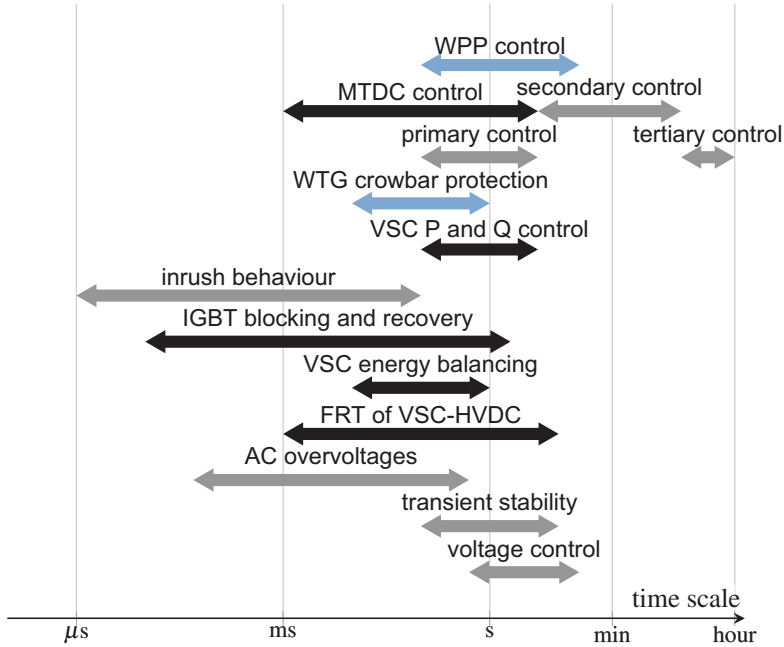 WPP control
MTDC control
secondary control
primary control
tertiary control
WTG crowbar protection
VSC P and Q control
inrush behaviour
IGBT blocking and recovery
VSC energy balancing
FRT of VSC-HVDC
AC overvoltages
transient stability
voltage control
time scale
μs
ms
s
min
hour